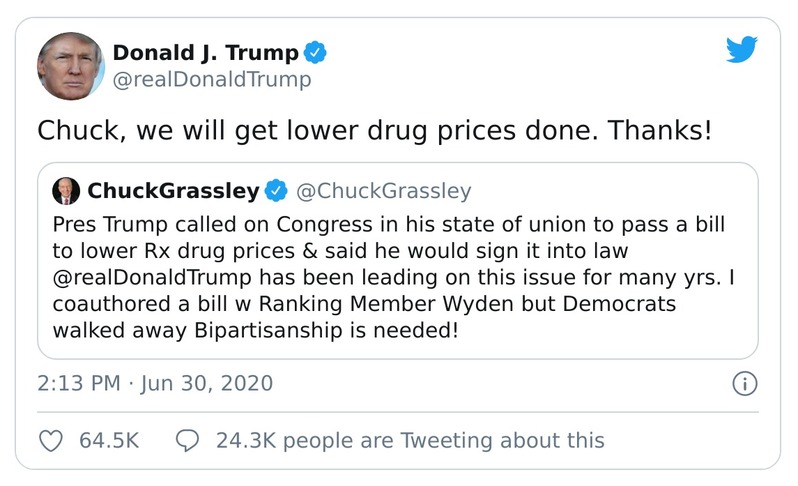 Donald J. Trump
@realDonaldTrump
Chuck, we will get lower drug prices done. Thanks!
ChuckGrassley @ChuckGrassley
Pres Trump called on Congress in his state of union to pass a bill
to lower Rx drug prices & said he would sign it into law
@realDonaldTrump has been leading on this issue for many yrs. I
coauthored a bill w Ranking Member Wyden but Democrats
walked away Bipartisanship is needed!
2:13 PM · Jun 30, 2020
64.5K 24.3K people are Tweeting about this